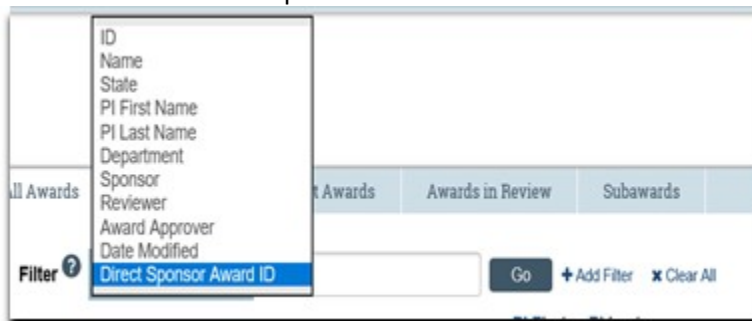 ID
Name
State
PI First Name
PI Last Name
Department
Sponsor
Reviewer
Award Approver
Date Modified
Direct Sponsor Award ID
All Awards Awards Awards in Review Subawards
Filter ? Go + Add Filter x Clear All